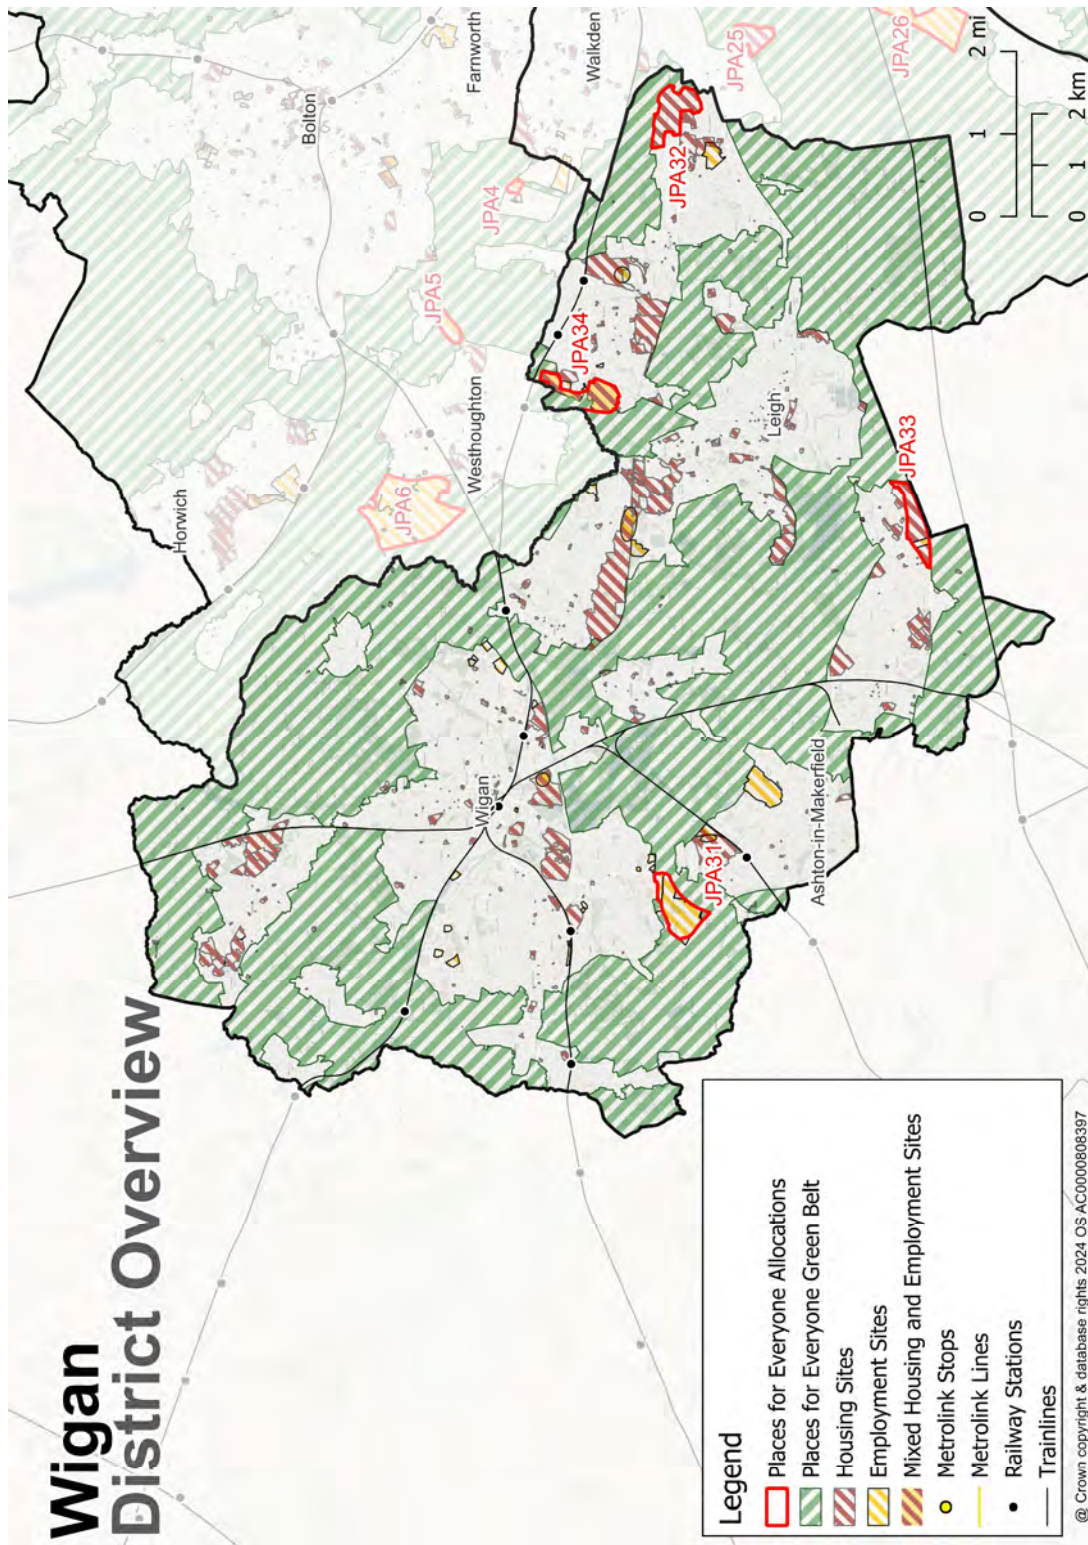 Wigan
District Overview
Horwich
Bolton
Farnworth
Walkden
JPA25
JPA26
JPA6
JPA5
JPA4
Westhoughton
JPA34
JPA32
Wigan
Leigh
JPA33
JPA31
Ashton-in-Makerfield
Legend
Places for Everyone Allocations
Places for Everyone Green Belt
Housing Sites
Employment Sites
Mixed Housing and Employment Sites
Metrolink Stops
Metrolink Lines
Railway Stations
Trainlines
0 1 2 mi
0 1 2 km
@ Crown copyright & database rights 2024 OS AC0000808397